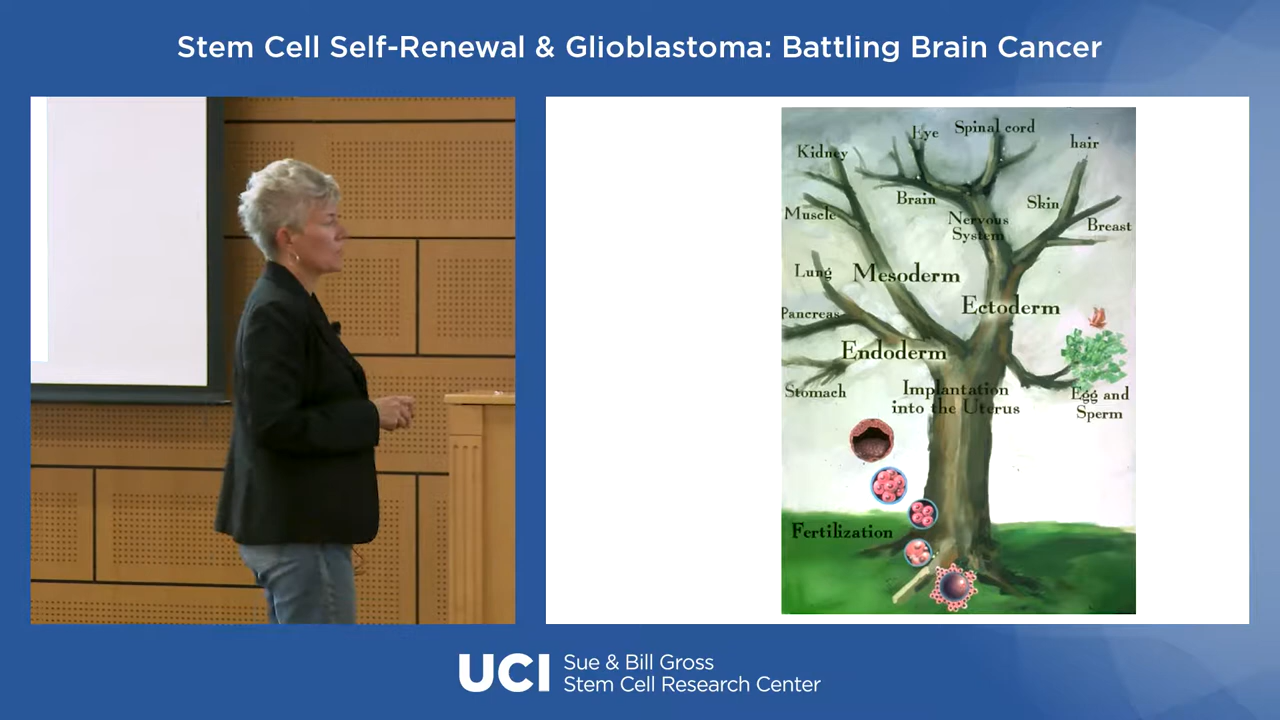 Stem Cell Self-Renewal & Glioblastoma: Battling Brain Cancer
Eye
Spinal cord
hair
Kidney
Brain
Skin
Muscle
Nervous
System
Breast
Lung
Mesoderm
Ectoderm
Pancreas
Endoderm
Stomach
Implantation
into the Uterus
Egg and
Sperm
Fertilization
UCI
Sue & Bill Gross
Stem Cell Research Center